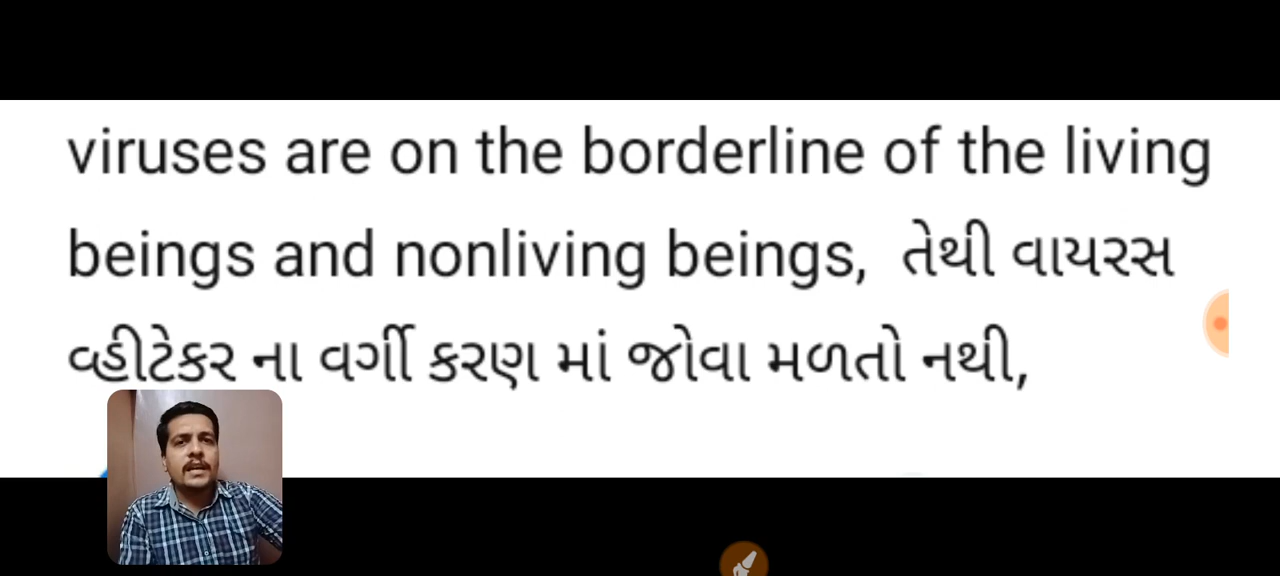 viruses are on the borderline of the living
beings and nonliving beings, તેથી વાયરસ
વ્હીટેકર ના વર્ગી કરણ માં જોવા મળતો નથી,